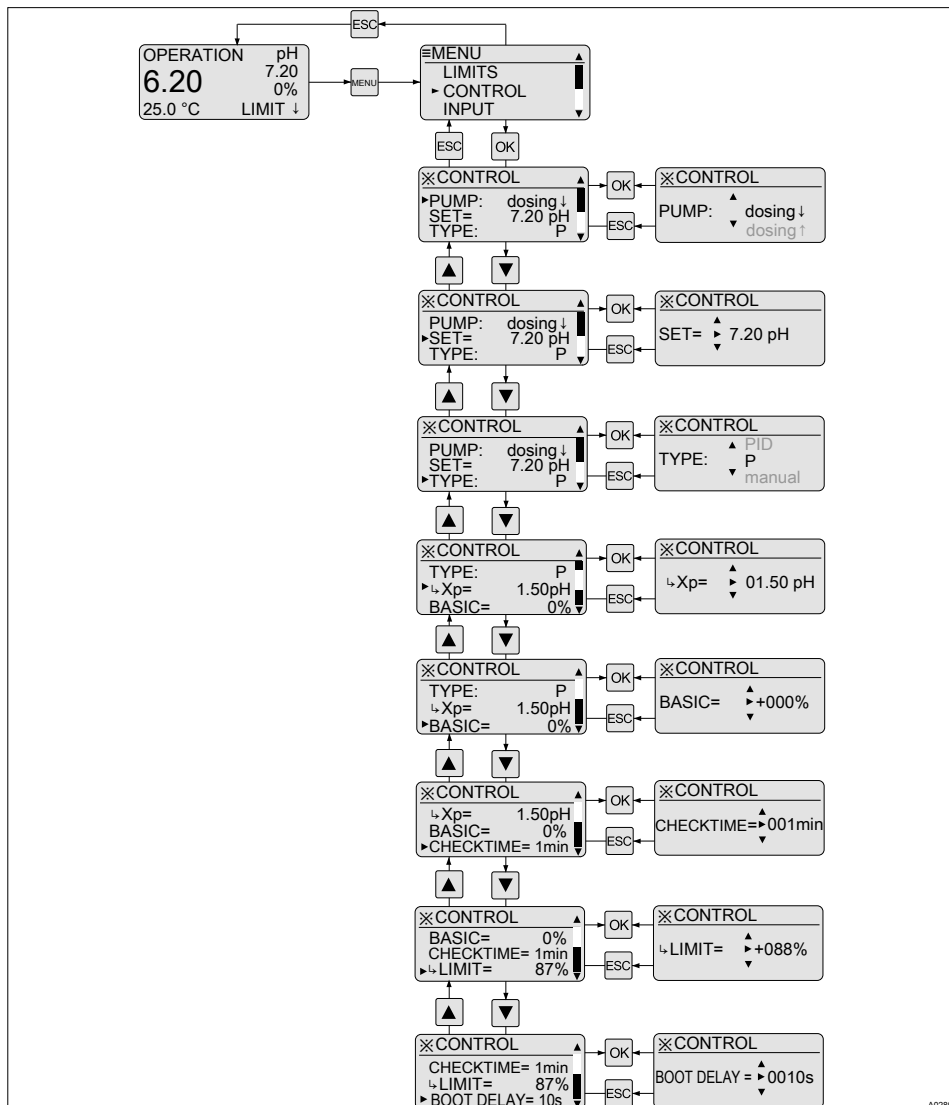 ESC
OPERATION pH
6.20 7.20
0%
25.0 °C LIMIT ↓
MENU
≡MENU ▲
LIMITS
► CONTROL
INPUT ▼
ESC OK
※CONTROL ▲
►PUMP: dosing↓
SET= 7.20 pH
TYPE: P ▼
OK
ESC
※CONTROL
▲
PUMP: dosing↓
▼ dosing↑
▲ ▼
※CONTROL ▲
PUMP: dosing↓
►SET= 7.20 pH
TYPE: P ▼
OK
ESC
※CONTROL
▲
SET= ► 7.20 pH
▼
▲ ▼
※CONTROL ▲
PUMP: dosing↓
SET= 7.20 pH
►TYPE: P ▼
OK
ESC
※CONTROL
▲ PID
TYPE: P
▼ manual
▲ ▼
※CONTROL ▲
TYPE: P
►↳Xp= 1.50pH
BASIC= 0% ▼
OK
ESC
※CONTROL
▲
↳Xp= ► 01.50 pH
▼
▲ ▼
※CONTROL ▲
TYPE: P
↳Xp= 1.50pH
►BASIC= 0% ▼
OK
ESC
※CONTROL
▲
BASIC= ►+000%
▼
▲ ▼
※CONTROL ▲
↳Xp= 1.50pH
BASIC= 0%
►CHECKTIME= 1min ▼
OK
ESC
※CONTROL
▲
CHECKTIME=►001min
▼
▲ ▼
※CONTROL ▲
BASIC= 0%
CHECKTIME= 1min
►↳LIMIT= 87% ▼
OK
ESC
※CONTROL
▲
↳LIMIT= ►+088%
▼
▲ ▼
※CONTROL ▲
CHECKTIME= 1min
↳LIMIT= 87%
► BOOT DELAY= 10s ▼
OK
ESC
※CONTROL
▲
BOOT DELAY = ►0010s
▼